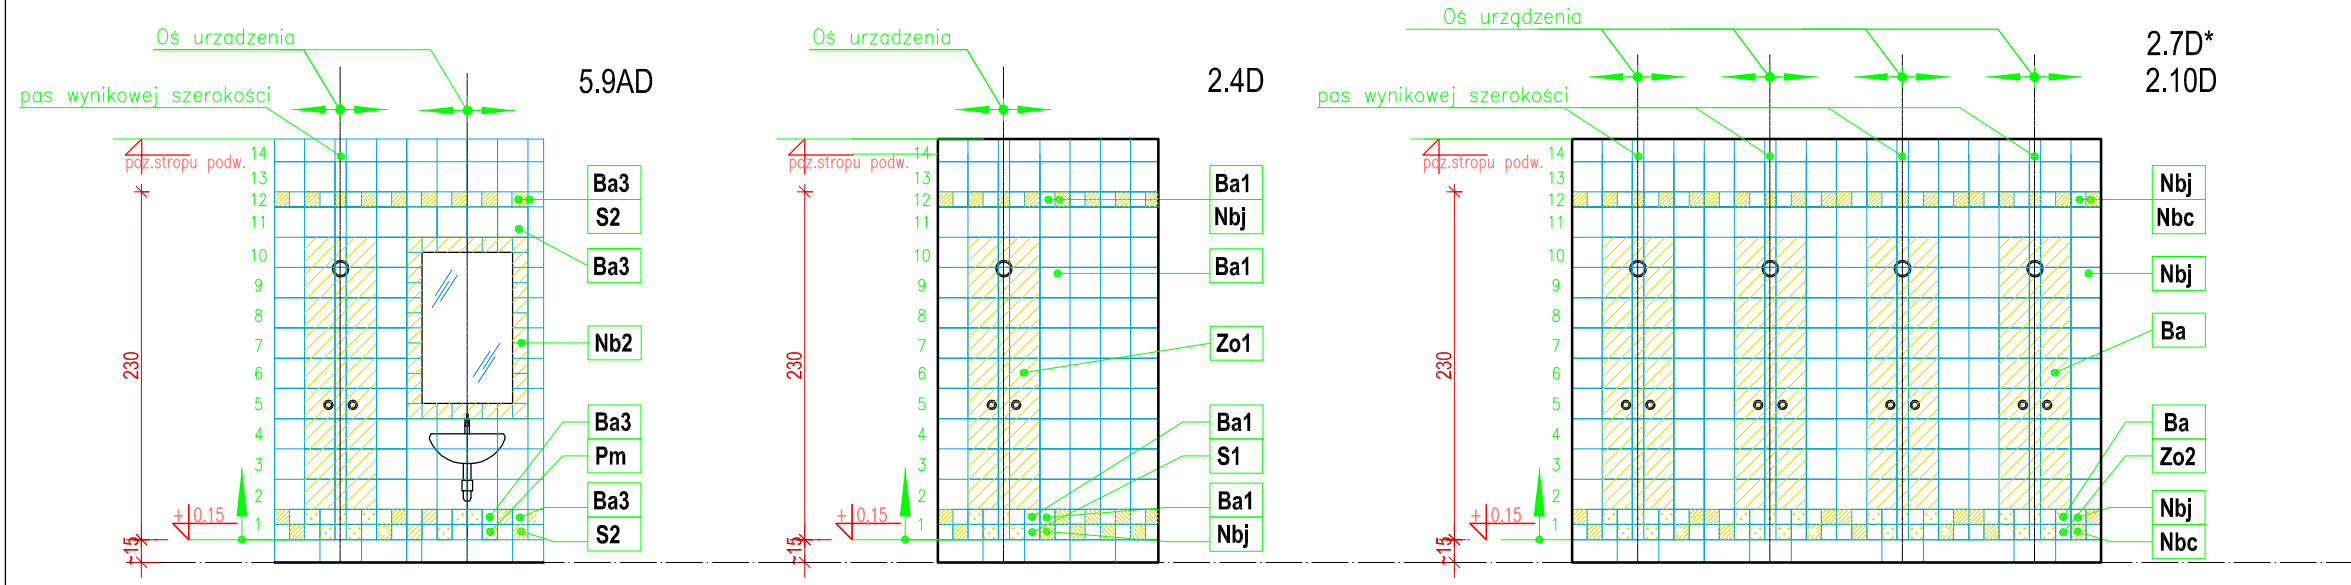 Oś urzadzenia
5.9AD
pas wynikowej szerokości
poz.stropu podw.
14
13
12
11
10
9
8
7
6
5
4
3
2
1
230
~15
+0,15
Ba3
S2
Ba3
Nb2
Ba3
Pm
Ba3
S2
Oś urzadzenia
2.4D
poz.stropu podw.
14
13
12
11
10
9
8
7
6
5
4
3
2
1
230
~15
+0,15
Ba1
Nbj
Ba1
Zo1
Ba1
S1
Ba1
Nbj
Oś urządzenia
2.7D*
2.10D
pas wynikowej szerokości
poz.stropu podw.
14
13
12
11
10
9
8
7
6
5
4
3
2
1
230
~15
+0,15
Nbj
Nbc
Nbj
Ba
Ba
Zo2
Nbj
Nbc